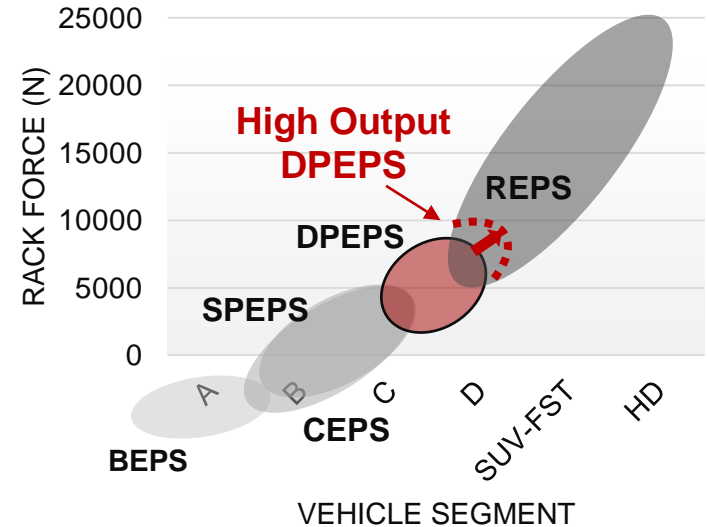 RACK FORCE (N)
25000
20000
15000
10000
5000
0
High Output
DPEPS
REPS
DPEPS
SPEPS
CEPS
BEPS
A
B
C
D
SUV-FST
HD
VEHICLE SEGMENT